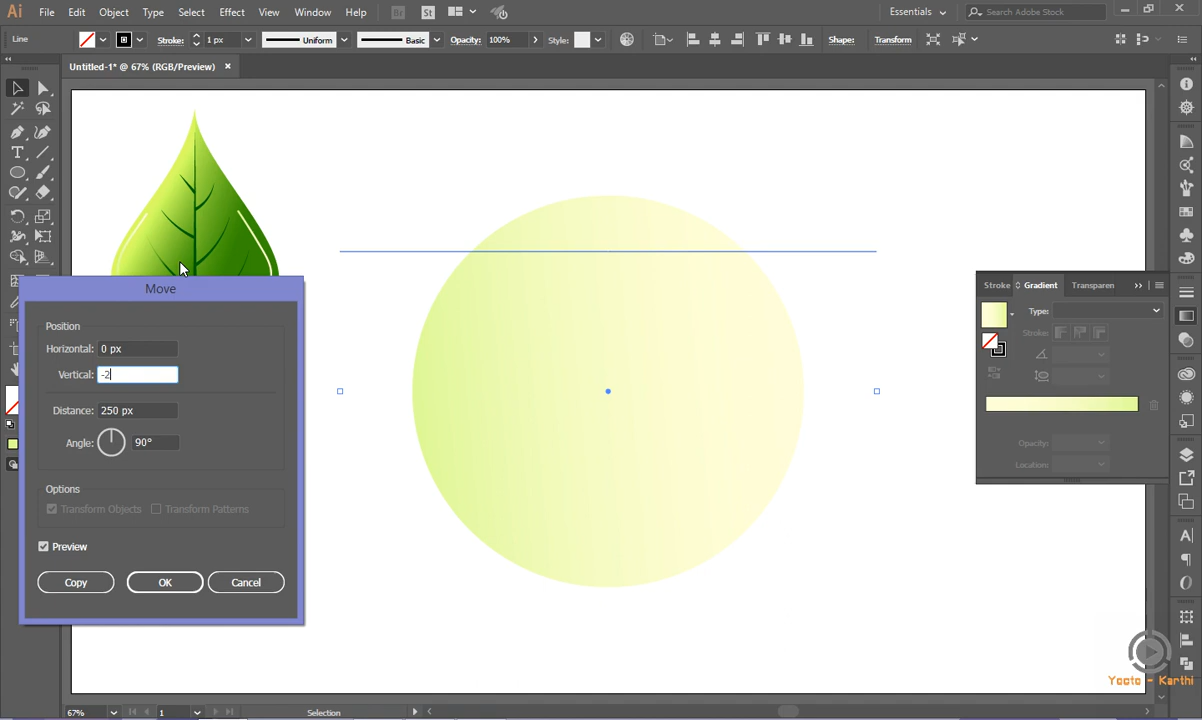 Ai File Edit Object Type Select Effect View Window Help Br St Essentials Search Adobe Stock
Line Stroke: 1 px Uniform Basic Opacity: 100% Style: Shape: Transform
Untitled-1* @ 67% (RGB/Preview) ×
Move
Position
Horizontal: 0 px
Vertical: -2
Distance: 250 px
Angle: 90°
Options
Transform Objects Transform Patterns
Preview
Copy OK Cancel
Stroke Gradient Transparen
Type:
Stroke:
Opacity:
Location:
Yooto - Karthi
67% 1 Selection